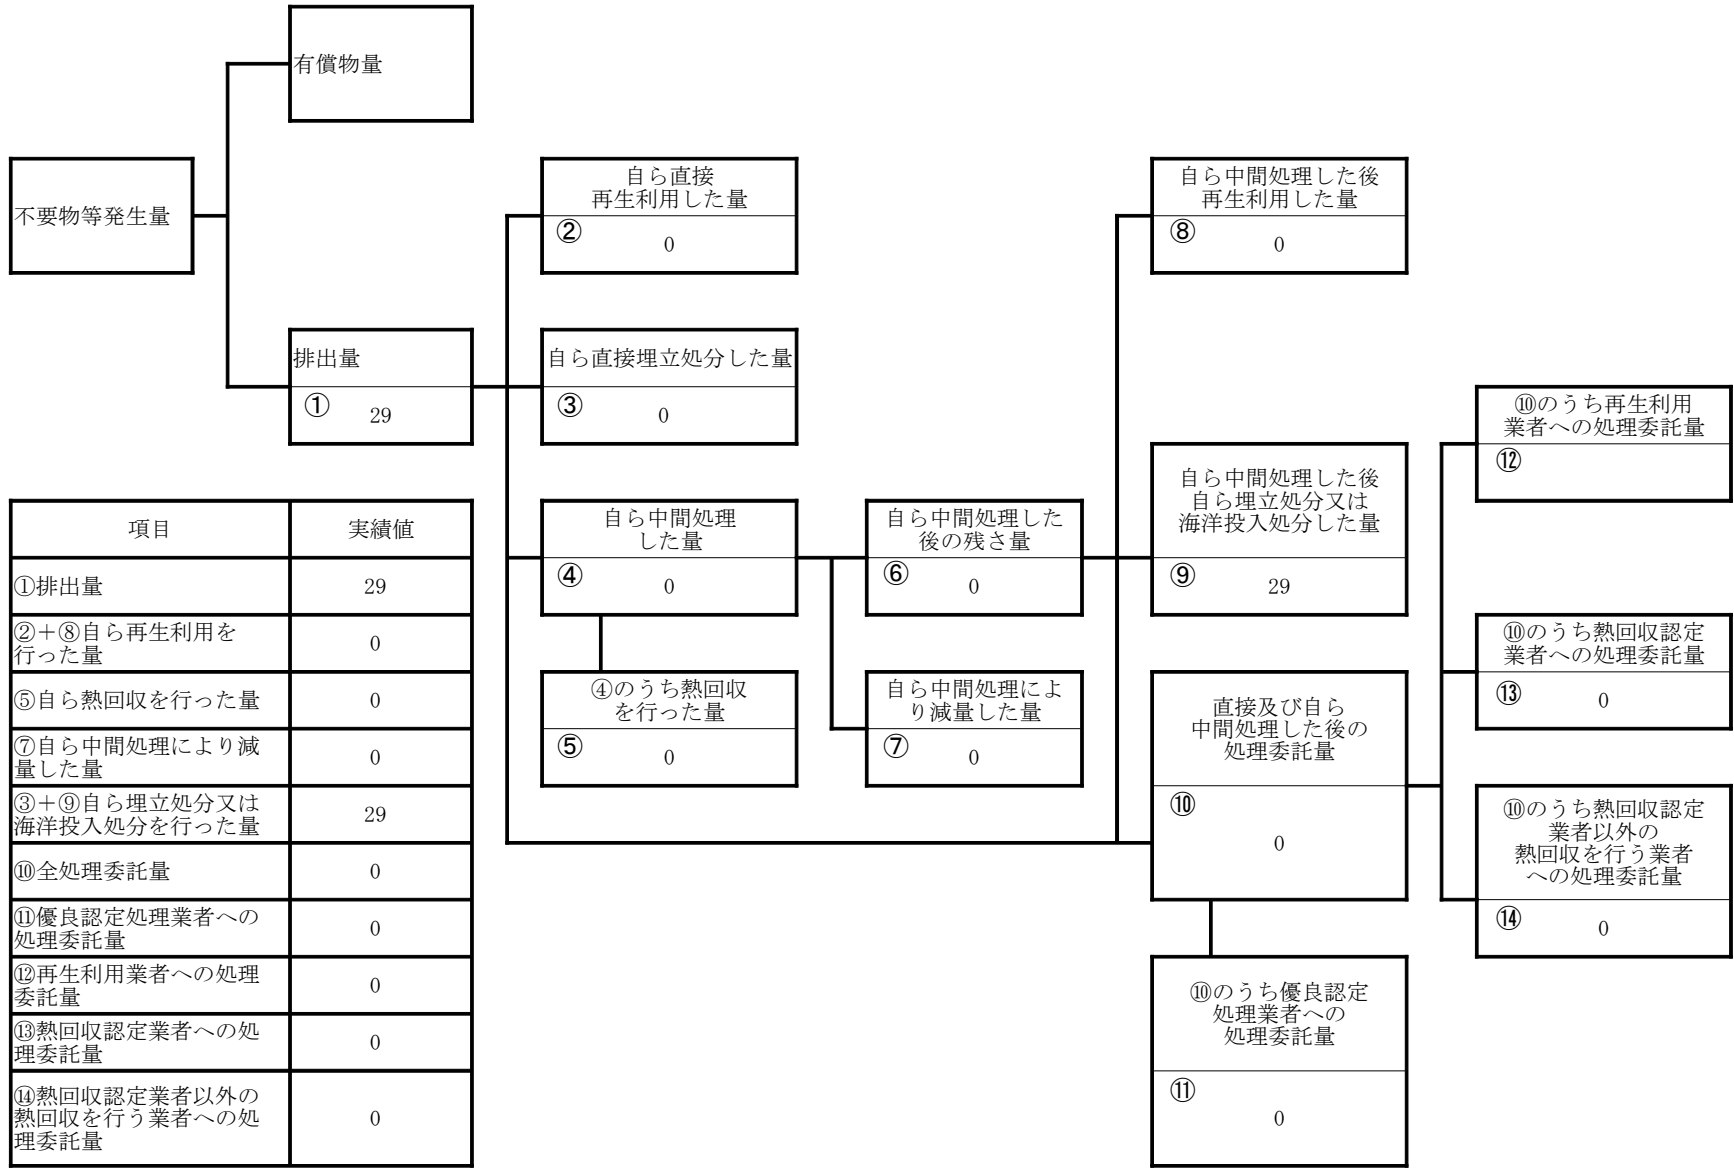 有償物量
不要物等発生量
自ら直接
再生利用した量
②
0
自ら中間処理した後
再生利用した量
⑧
0
排出量
①
29
自ら直接埋立処分した量
③
0
⑩のうち再生利用
業者への処理委託量
⑫
自ら中間処理
した量
④
0
自ら中間処理した
後の残さ量
⑥
0
自ら中間処理した後
自ら埋立処分又は
海洋投入処分した量
⑨
29
⑩のうち熱回収認定
業者への処理委託量
⑬
0
④のうち熱回収
を行った量
⑤
0
自ら中間処理によ
り減量した量
⑦
0
直接及び自ら
中間処理した後の
処理委託量
⑩
0
⑩のうち熱回収認定
業者以外の
熱回収を行う業者
への処理委託量
⑭
0
⑩のうち優良認定
処理業者への
処理委託量
⑪
0
項目 実績値
①排出量 29
②＋⑧自ら再生利用を
行った量 0
⑤自ら熱回収を行った量 0
⑦自ら中間処理により減
量した量 0
③＋⑨自ら埋立処分又は
海洋投入処分を行った量 29
⑩全処理委託量 0
⑪優良認定処理業者への
処理委託量 0
⑫再生利用業者への処理
委託量 0
⑬熱回収認定業者への処
理委託量 0
⑭熱回収認定業者以外の
熱回収を行う業者への処
理委託量 0